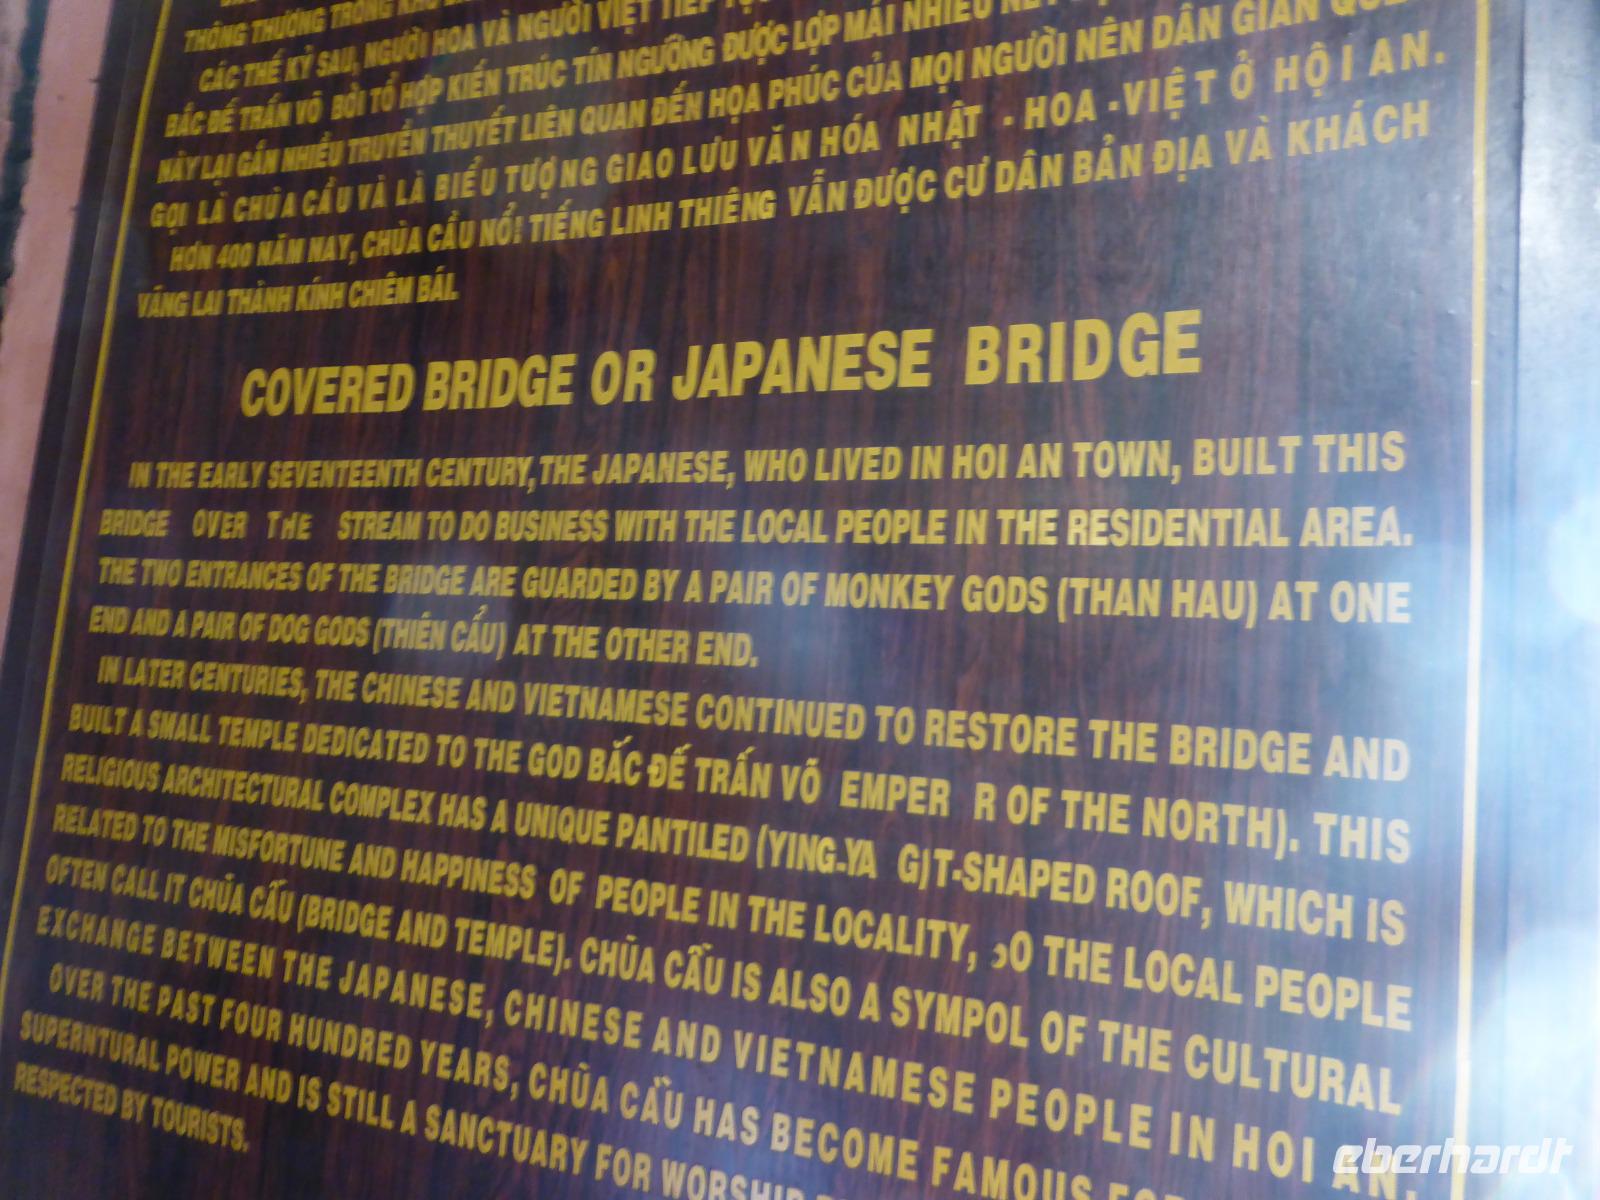 THÔNG THƯƠNG TRONG KHU
CÁC THẾ KỶ SAU, NGƯỜI HOA VÀ NGƯỜI VIỆT TIẾP
BẮC ĐẾ TRẤN VÕ BỞI TỔ HỢP KIẾN TRÚC TÍN NGƯỠNG ĐƯỢC LỢP MÁI NHIỀU
NÀY LẠI GẮN NHIỀU TRUYỀN THUYẾT LIÊN QUAN ĐẾN HỌA PHÚC CỦA MỌI NGƯỜI NÊN DÂN GIAN
GỌI LÀ CHÙA CẦU VÀ LÀ BIỂU TƯỢNG GIAO LƯU VĂN HÓA NHẬT - HOA -VIỆT Ở HỘI AN.
HƠN 400 NĂM NAY, CHÙA CẦU NỔI TIẾNG LINH THIÊNG VẪN ĐƯỢC CƯ DÂN BẢN ĐỊA VÀ KHÁCH
VÃNG LAI THÀNH KÍNH CHIÊM BÁI.
COVERED BRIDGE OR JAPANESE BRIDGE
IN THE EARLY SEVENTEENTH CENTURY, THE JAPANESE, WHO LIVED IN HOI AN TOWN, BUILT THIS
BRIDGE OVER THE STREAM TO DO BUSINESS WITH THE LOCAL PEOPLE IN THE RESIDENTIAL AREA.
THE TWO ENTRANCES OF THE BRIDGE ARE GUARDED BY A PAIR OF MONKEY GODS (THAN HAU) AT ONE
END AND A PAIR OF DOG GODS (THIÊN CẨU) AT THE OTHER END.
IN LATER CENTURIES, THE CHINESE AND VIETNAMESE CONTINUED TO RESTORE THE BRIDGE AND
BUILT A SMALL TEMPLE DEDICATED TO THE GOD BẮC ĐẾ TRẤN VÕ EMPER R OF THE NORTH). THIS
RELIGIOUS ARCHITECTURAL COMPLEX HAS A UNIQUE PANTILED (YING-YA G)T-SHAPED ROOF, WHICH IS
RELATED TO THE MISFORTUNE AND HAPPINESS OF PEOPLE IN THE LOCALITY, SO THE LOCAL PEOPLE
OFTEN CALL IT CHÙA CẦU (BRIDGE AND TEMPLE). CHÙA CẦU IS ALSO A SYMPOL OF THE CULTURAL
EXCHANGE BETWEEN THE JAPANESE, CHINESE AND VIETNAMESE PEOPLE IN HOI AN.
OVER THE PAST FOUR HUNDRED YEARS, CHÙA CẦU HAS BECOME FAMOUS FOR
SUPERNTURAL POWER AND IS STILL A SANCTUARY FOR WORSHIP
RESPECTED BY TOURISTS.
eberhardt